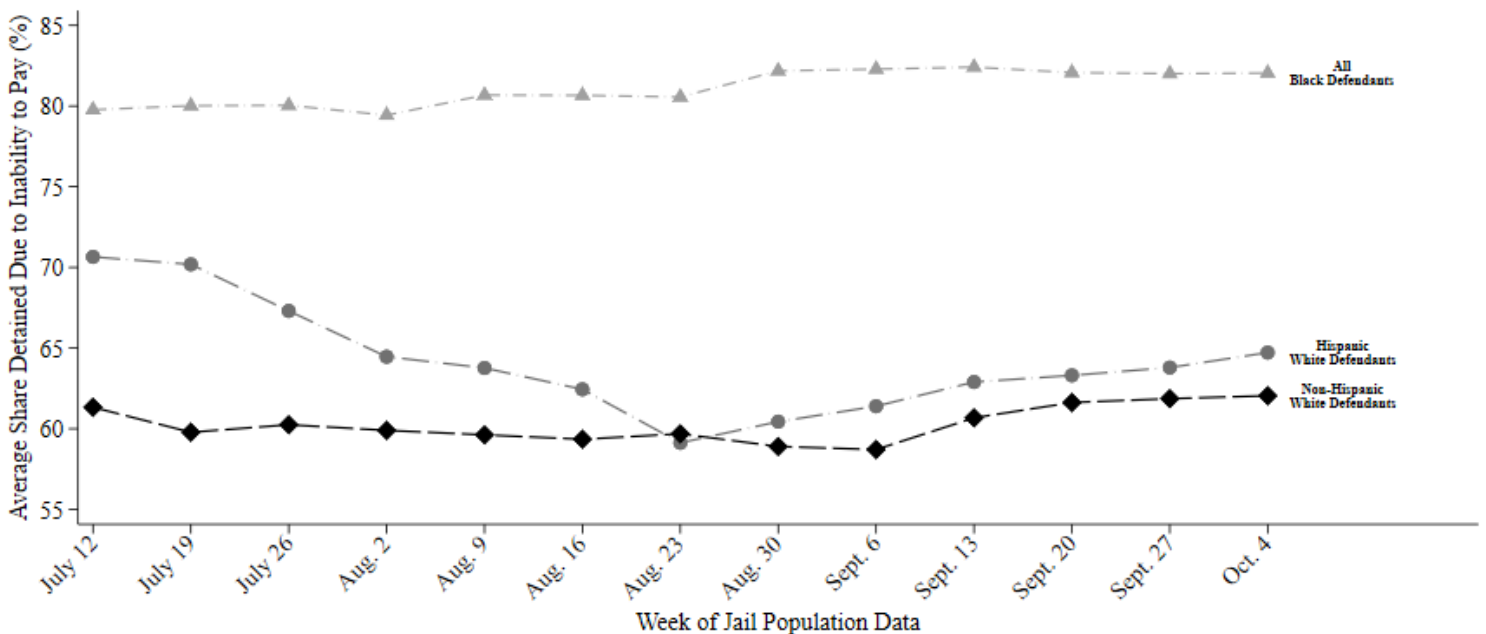 Average Share Detained Due to Inability to Pay (%)
85
80
75
70
65
60
55
All
Black Defendants
Hispanic
White Defendants
Non-Hispanic
White Defendants
July 12
July 19
July 26
Aug. 2
Aug. 9
Aug. 16
Aug. 23
Aug. 30
Sept. 6
Sept. 13
Sept. 20
Sept. 27
Oct. 4
Week of Jail Population Data